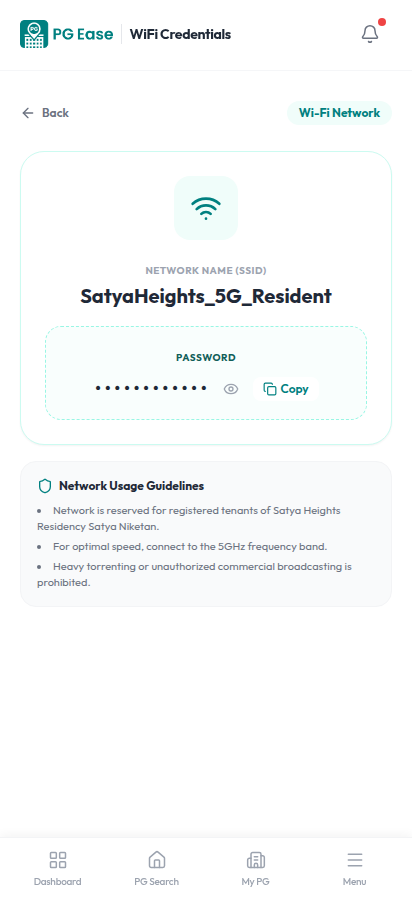 PG
PG Ease
WiFi Credentials
Back
Wi-Fi Network
NETWORK NAME (SSID)
SatyaHeights_5G_Resident
PASSWORD
••••••••••••
Copy
Network Usage Guidelines
• Network is reserved for registered tenants of Satya Heights
Residency Satya Niketan.
• For optimal speed, connect to the 5GHz frequency band.
• Heavy torrenting or unauthorized commercial broadcasting is
prohibited.
Dashboard
PG Search
My PG
Menu